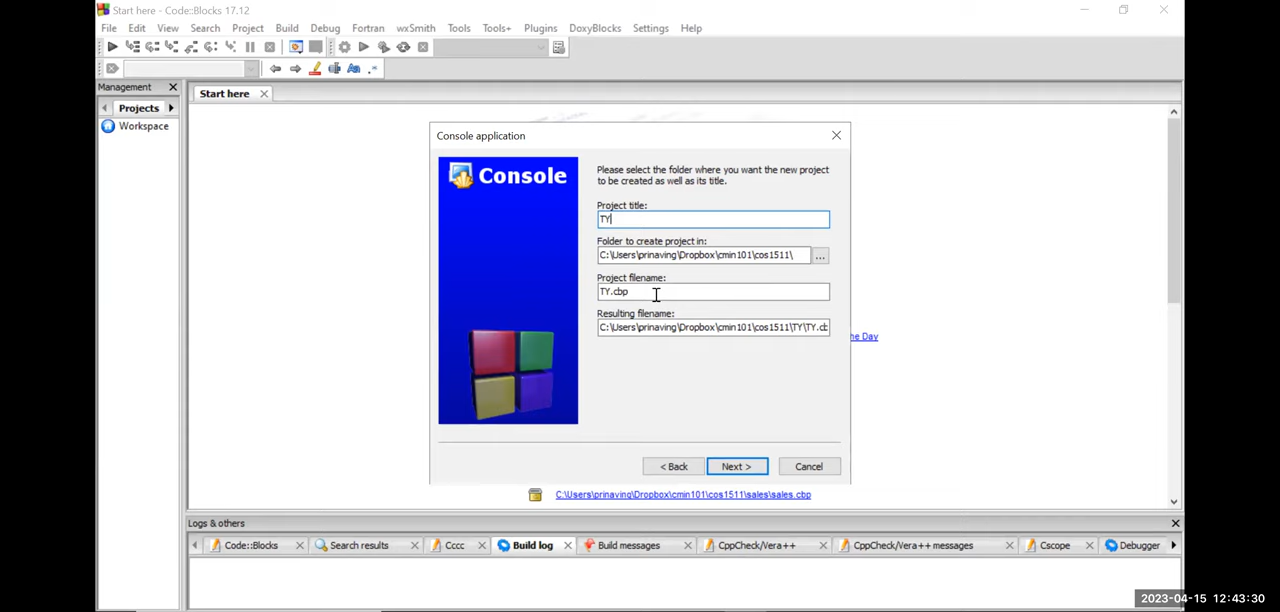 Start here - Code::Blocks 17.12
File Edit View Search Project Build Debug Fortran wxSmith Tools Tools+ Plugins DoxyBlocks Settings Help
Management
Start here
Projects
Workspace
Console application
Console
Please select the folder where you want the new project
to be created as well as its title.
Project title:
TY
Folder to create project in:
C:\Users\prinaving\Dropbox\cmin101\cos1511\
...
Project filename:
TY.cbp
Resulting filename:
C:\Users\prinaving\Dropbox\cmin101\cos1511\TY\TY.cb
he Day
< Back Next > Cancel
C:\Users\prinaving\Dropbox\cmin101\cos1511\sales\sales.cbp
Logs & others
Code::Blocks Search results Cccc Build log Build messages CppCheck/Vera++ CppCheck/Vera++ messages Cscope Debugger
2023-04-15 12:43:30